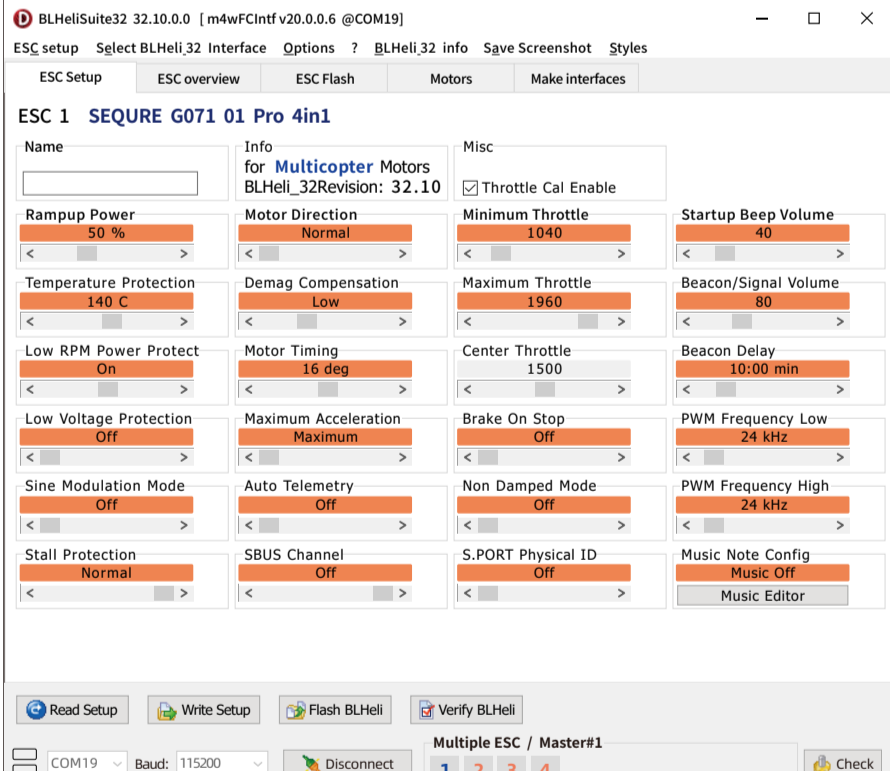 BLHeliSuite32 32.10.0.0 [ m4wFCIntf v20.0.0.6 @COM19]
ESC setup Select BLHeli_32 Interface Options ? BLHeli_32 info Save Screenshot Styles
ESC Setup ESC overview ESC Flash Motors Make interfaces
ESC 1 SEQURE G071 01 Pro 4in1
Name Info Misc
for Multicopter Motors
BLHeli_32Revision: 32.10 Throttle Cal Enable
Rampup Power Motor Direction Minimum Throttle Startup Beep Volume
50 % Normal 1040 40
Temperature Protection Demag Compensation Maximum Throttle Beacon/Signal Volume
140 C Low 1960 80
Low RPM Power Protect Motor Timing Center Throttle Beacon Delay
On 16 deg 1500 10:00 min
Low Voltage Protection Maximum Acceleration Brake On Stop PWM Frequency Low
Off Maximum Off 24 kHz
Sine Modulation Mode Auto Telemetry Non Damped Mode PWM Frequency High
Off Off Off 24 kHz
Stall Protection SBUS Channel S.PORT Physical ID Music Note Config
Normal Off Off Music Off
Music Editor
Read Setup Write Setup Flash BLHeli Verify BLHeli
Multiple ESC / Master#1
COM19 Baud: 115200 Disconnect 1 2 3 4 Check